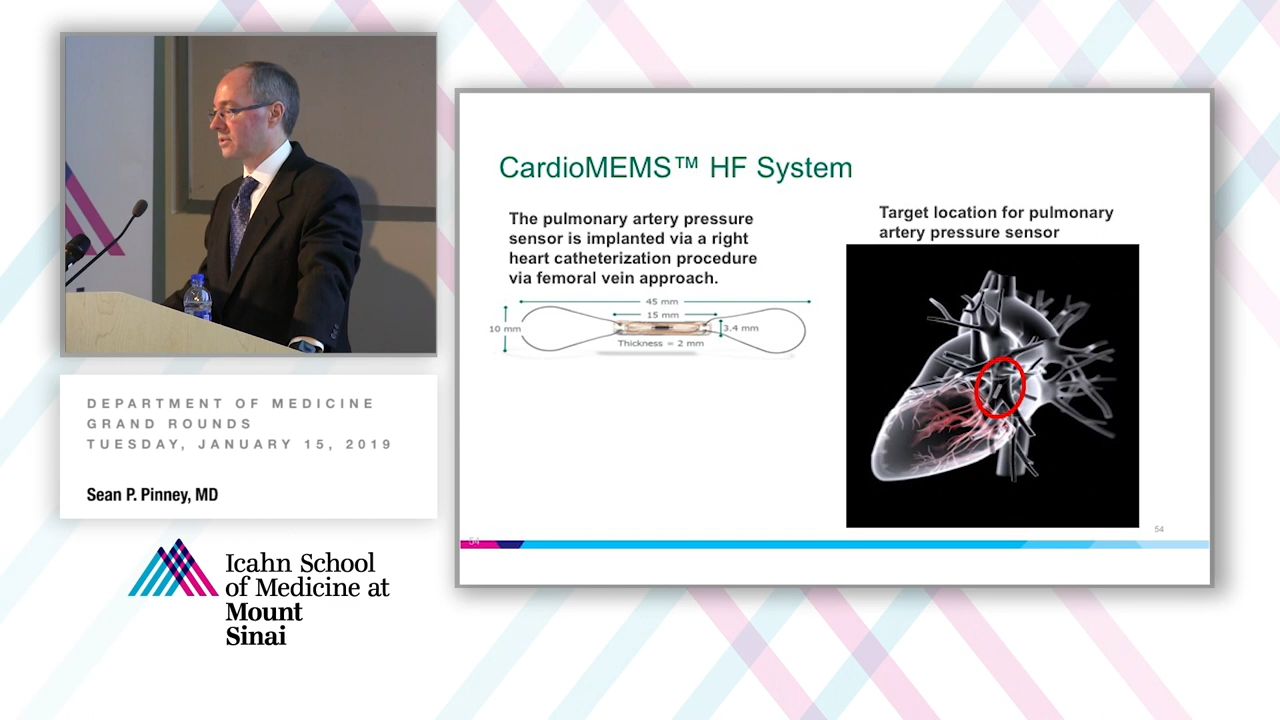 DEPARTMENT OF MEDICINE
GRAND ROUNDS
TUESDAY, JANUARY 15, 2019
Sean P. Pinney, MD
Icahn School
of Medicine at
Mount
Sinai
CardioMEMS™ HF System
The pulmonary artery pressure
sensor is implanted via a right
heart catheterization procedure
via femoral vein approach.
45 mm
15 mm
10 mm
3.4 mm
Thickness = 2 mm
Target location for pulmonary
artery pressure sensor
54
54